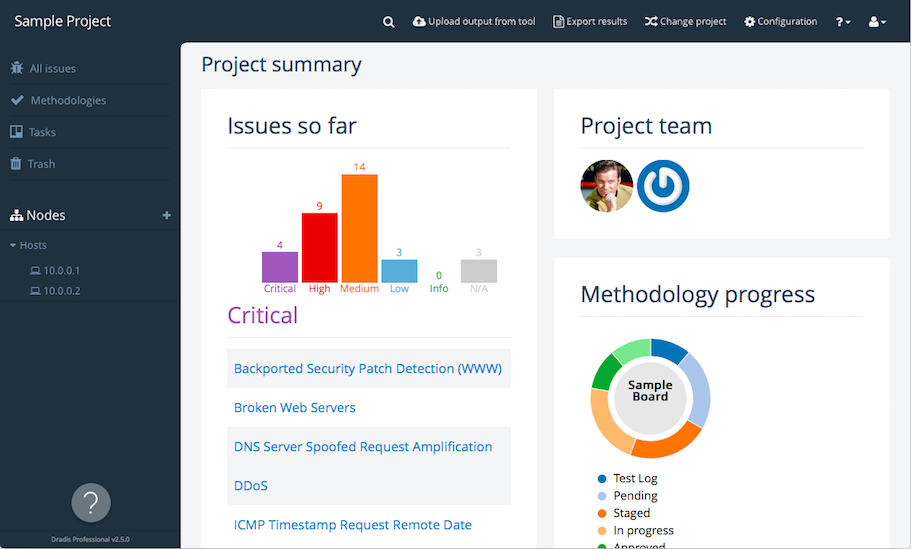 Sample Project
Upload output from tool
Export results
Change project
Configuration
?
All issues
Methodologies
Tasks
Trash
Nodes
+
Hosts
10.0.0.1
10.0.0.2
?
Dradis Professional v2.5.0
Project summary
Issues so far
14
9
4
3
0
3
Critical
High
Medium
Low
Info
N/A
Critical
Backported Security Patch Detection (WWW)
Broken Web Servers
DNS Server Spoofed Request Amplification
DDoS
ICMP Timestamp Request Remote Date
Project team
Methodology progress
Sample
Board
Test Log
Pending
Staged
In progress
Approved